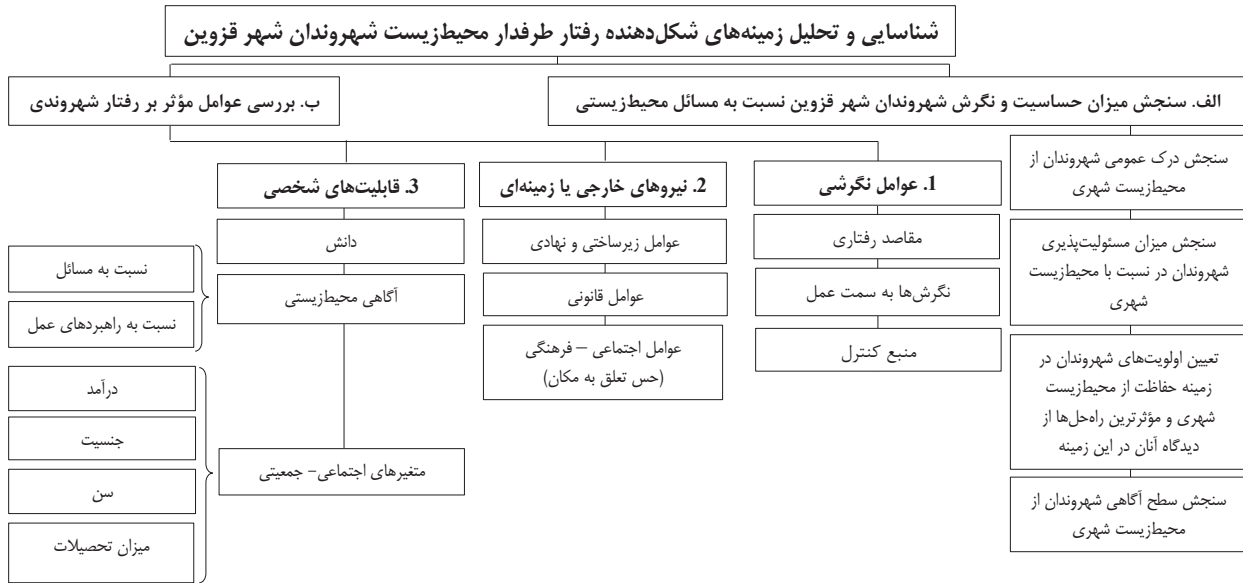 شناسایی و تحلیل زمینه‌های شکل‌دهنده رفتار طرفدار محیط‌زیست شهروندان شهر قزوین
الف. سنجش میزان حساسیت و نگرش شهروندان شهر قزوین نسبت به مسائل محیط‌زیستی
سنجش درک عمومی شهروندان از
محیط‌زیست شهری
سنجش میزان مسئولیت‌پذیری
شهروندان در نسبت با محیط‌زیست
شهری
تعیین اولویت‌های شهروندان در
زمینه حفاظت از محیط‌زیست
شهری و مؤثرترین راه‌حل‌ها از
دیدگاه آنان در این زمینه
سنجش سطح آگاهی شهروندان از
محیط‌زیست شهری
ب. بررسی عوامل مؤثر بر رفتار شهروندی
1. عوامل نگرشی
مقاصد رفتاری
نگرش‌ها به سمت عمل
منبع کنترل
2. نیروهای خارجی یا زمینه‌ای
عوامل زیرساختی و نهادی
عوامل قانونی
عوامل اجتماعی – فرهنگی
(حس تعلق به مکان)
3. قابلیت‌های شخصی
دانش
آگاهی محیط‌زیستی
نسبت به مسائل
نسبت به راهبردهای عمل
متغیرهای اجتماعی- جمعیتی
درآمد
جنسیت
سن
میزان تحصیلات